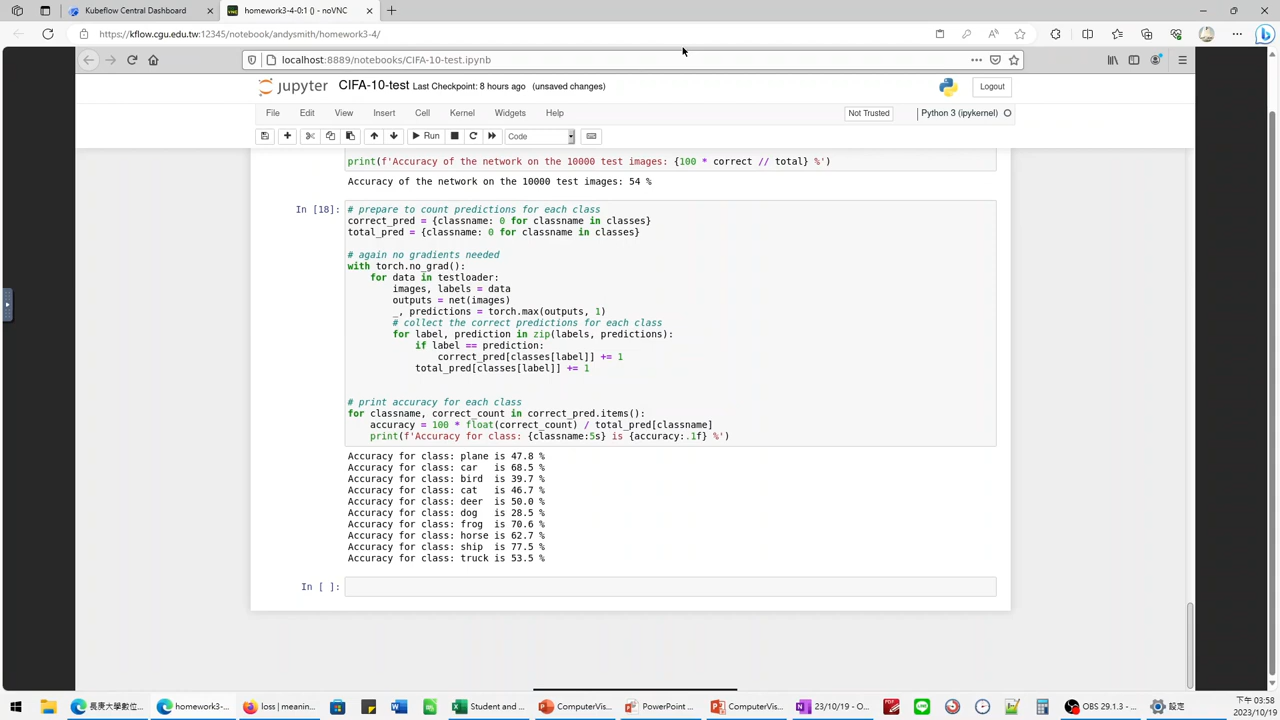 Kubeflow Central Dashboard
homework3-4-0:1 () - noVNC
https://kflow.cgu.edu.tw:12345/notebook/andysmith/homework3-4/
localhost:8889/notebooks/CIFA-10-test.ipynb
jupyter CIFA-10-test Last Checkpoint: 8 hours ago (unsaved changes)
Logout
File Edit View Insert Cell Kernel Widgets Help
Not Trusted
Python 3 (ipykernel)
Run
Code
print(f'Accuracy of the network on the 10000 test images: {100 * correct // total} %')
Accuracy of the network on the 10000 test images: 54 %
In [18]:
# prepare to count predictions for each class
correct_pred = {classname: 0 for classname in classes}
total_pred = {classname: 0 for classname in classes}
# again no gradients needed
with torch.no_grad():
for data in testloader:
images, labels = data
outputs = net(images)
_, predictions = torch.max(outputs, 1)
# collect the correct predictions for each class
for label, prediction in zip(labels, predictions):
if label == prediction:
correct_pred[classes[label]] += 1
total_pred[classes[label]] += 1
# print accuracy for each class
for classname, correct_count in correct_pred.items():
accuracy = 100 * float(correct_count) / total_pred[classname]
print(f'Accuracy for class: {classname:5s} is {accuracy:.1f} %')
Accuracy for class: plane is 47.8 %
Accuracy for class: car   is 68.5 %
Accuracy for class: bird  is 39.7 %
Accuracy for class: cat   is 46.7 %
Accuracy for class: deer  is 50.0 %
Accuracy for class: dog   is 28.5 %
Accuracy for class: frog  is 70.6 %
Accuracy for class: horse is 62.7 %
Accuracy for class: ship  is 77.5 %
Accuracy for class: truck is 53.5 %
In [ ]:
長庚大學數位...
homework3-...
loss | meanin...
Student and ...
ComputerVis...
PowerPoint ...
ComputerVis...
23/10/19 - O...
OBS 29.1.3 - ...
設定
下午 03:58
2023/10/19